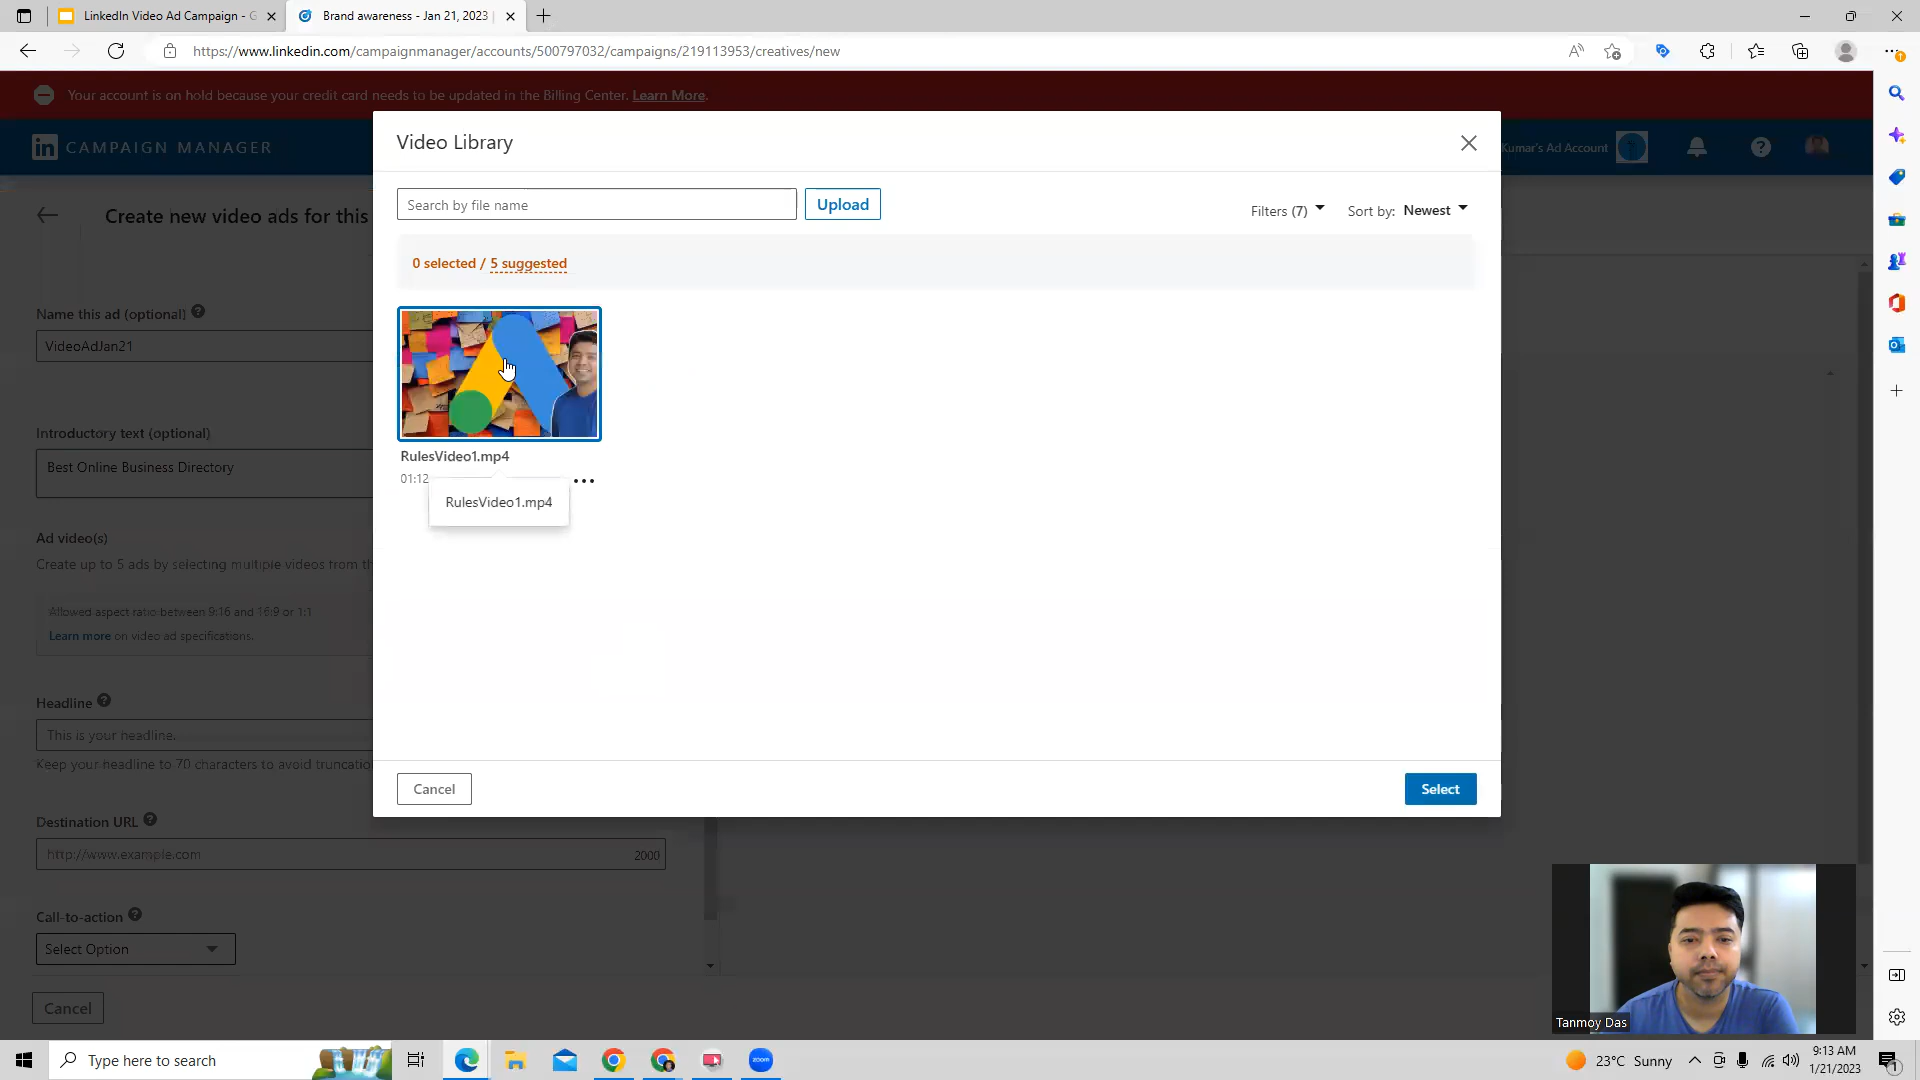 LinkedIn Video Ad Campaign - G
Brand awareness - Jan 21, 2023
https://www.linkedin.com/campaignmanager/accounts/500797032/campaigns/219113953/creatives/new
Your account is on hold because your credit card needs to be updated in the Billing Center. Learn More.
in CAMPAIGN MANAGER
Kumar's Ad Account
Create new video ads for this
Name this ad (optional)
VideoAdJan21
Introductory text (optional)
Best Online Business Directory
Ad video(s)
Create up to 5 ads by selecting multiple videos from th
Allowed aspect ratio between 9:16 and 16:9 or 1:1
Learn more on video ad specifications.
Headline
This is your headline.
Keep your headline to 70 characters to avoid truncatio
Destination URL
http://www.example.com
2000
Call-to-action
Select Option
Cancel
Video Library
Search by file name
Upload
Filters (7)
Sort by: Newest
0 selected / 5 suggested
RulesVideo1.mp4
01:12
RulesVideo1.mp4
Cancel
Select
Tanmoy Das
Type here to search
zoom
23°C Sunny
9:13 AM
1/21/2023
1